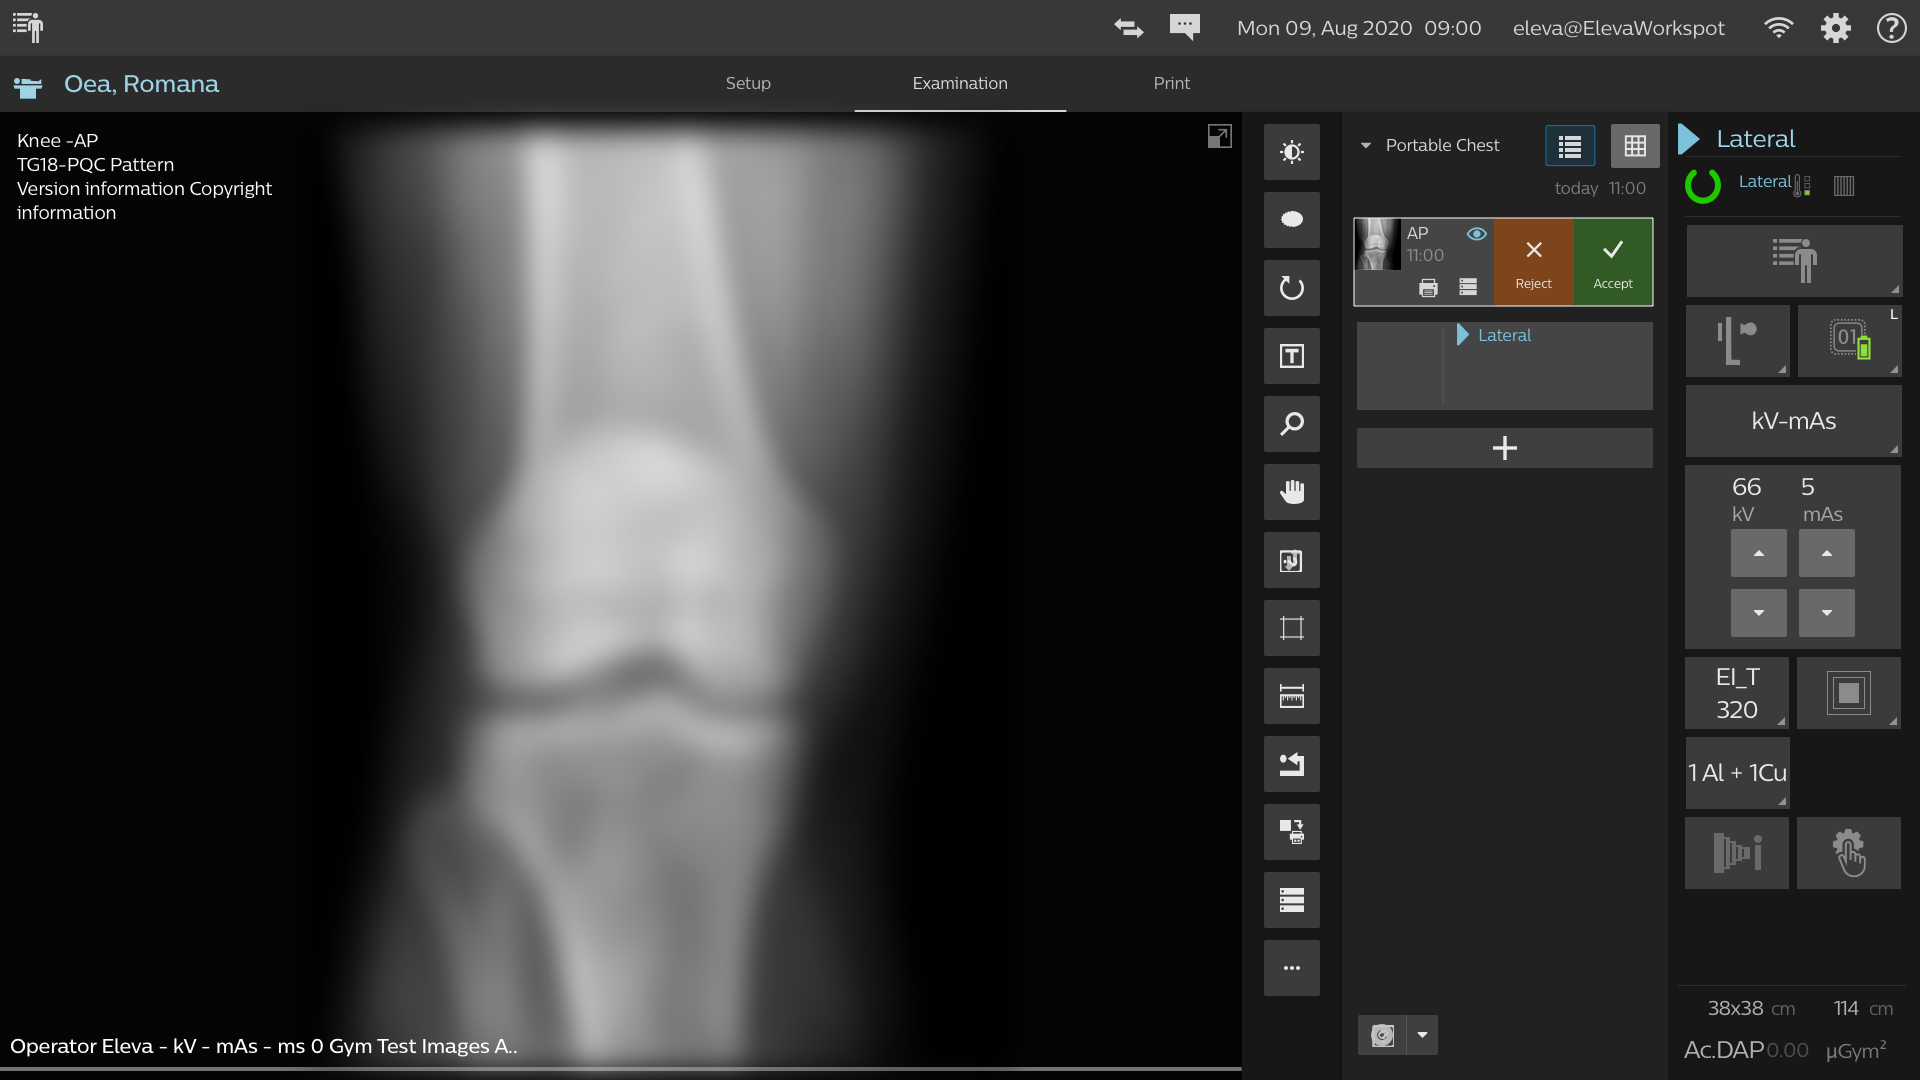 Mon 09, Aug 2020 09:00 eleva@ElevaWorkspot
Oea, Romana
Setup Examination Print
Knee -AP
TG18-PQC Pattern
Version information Copyright
information
Operator Eleva - kV - mAs - ms 0 Gym Test Images A..
Portable Chest
today 11:00
AP
11:00
Reject
Accept
Lateral
Lateral
Lateral
01
L
kV-mAs
66 5
kV mAs
EI_T
320
1 Al + 1Cu
38x38 cm 114 cm
Ac.DAP 0.00 µGym²